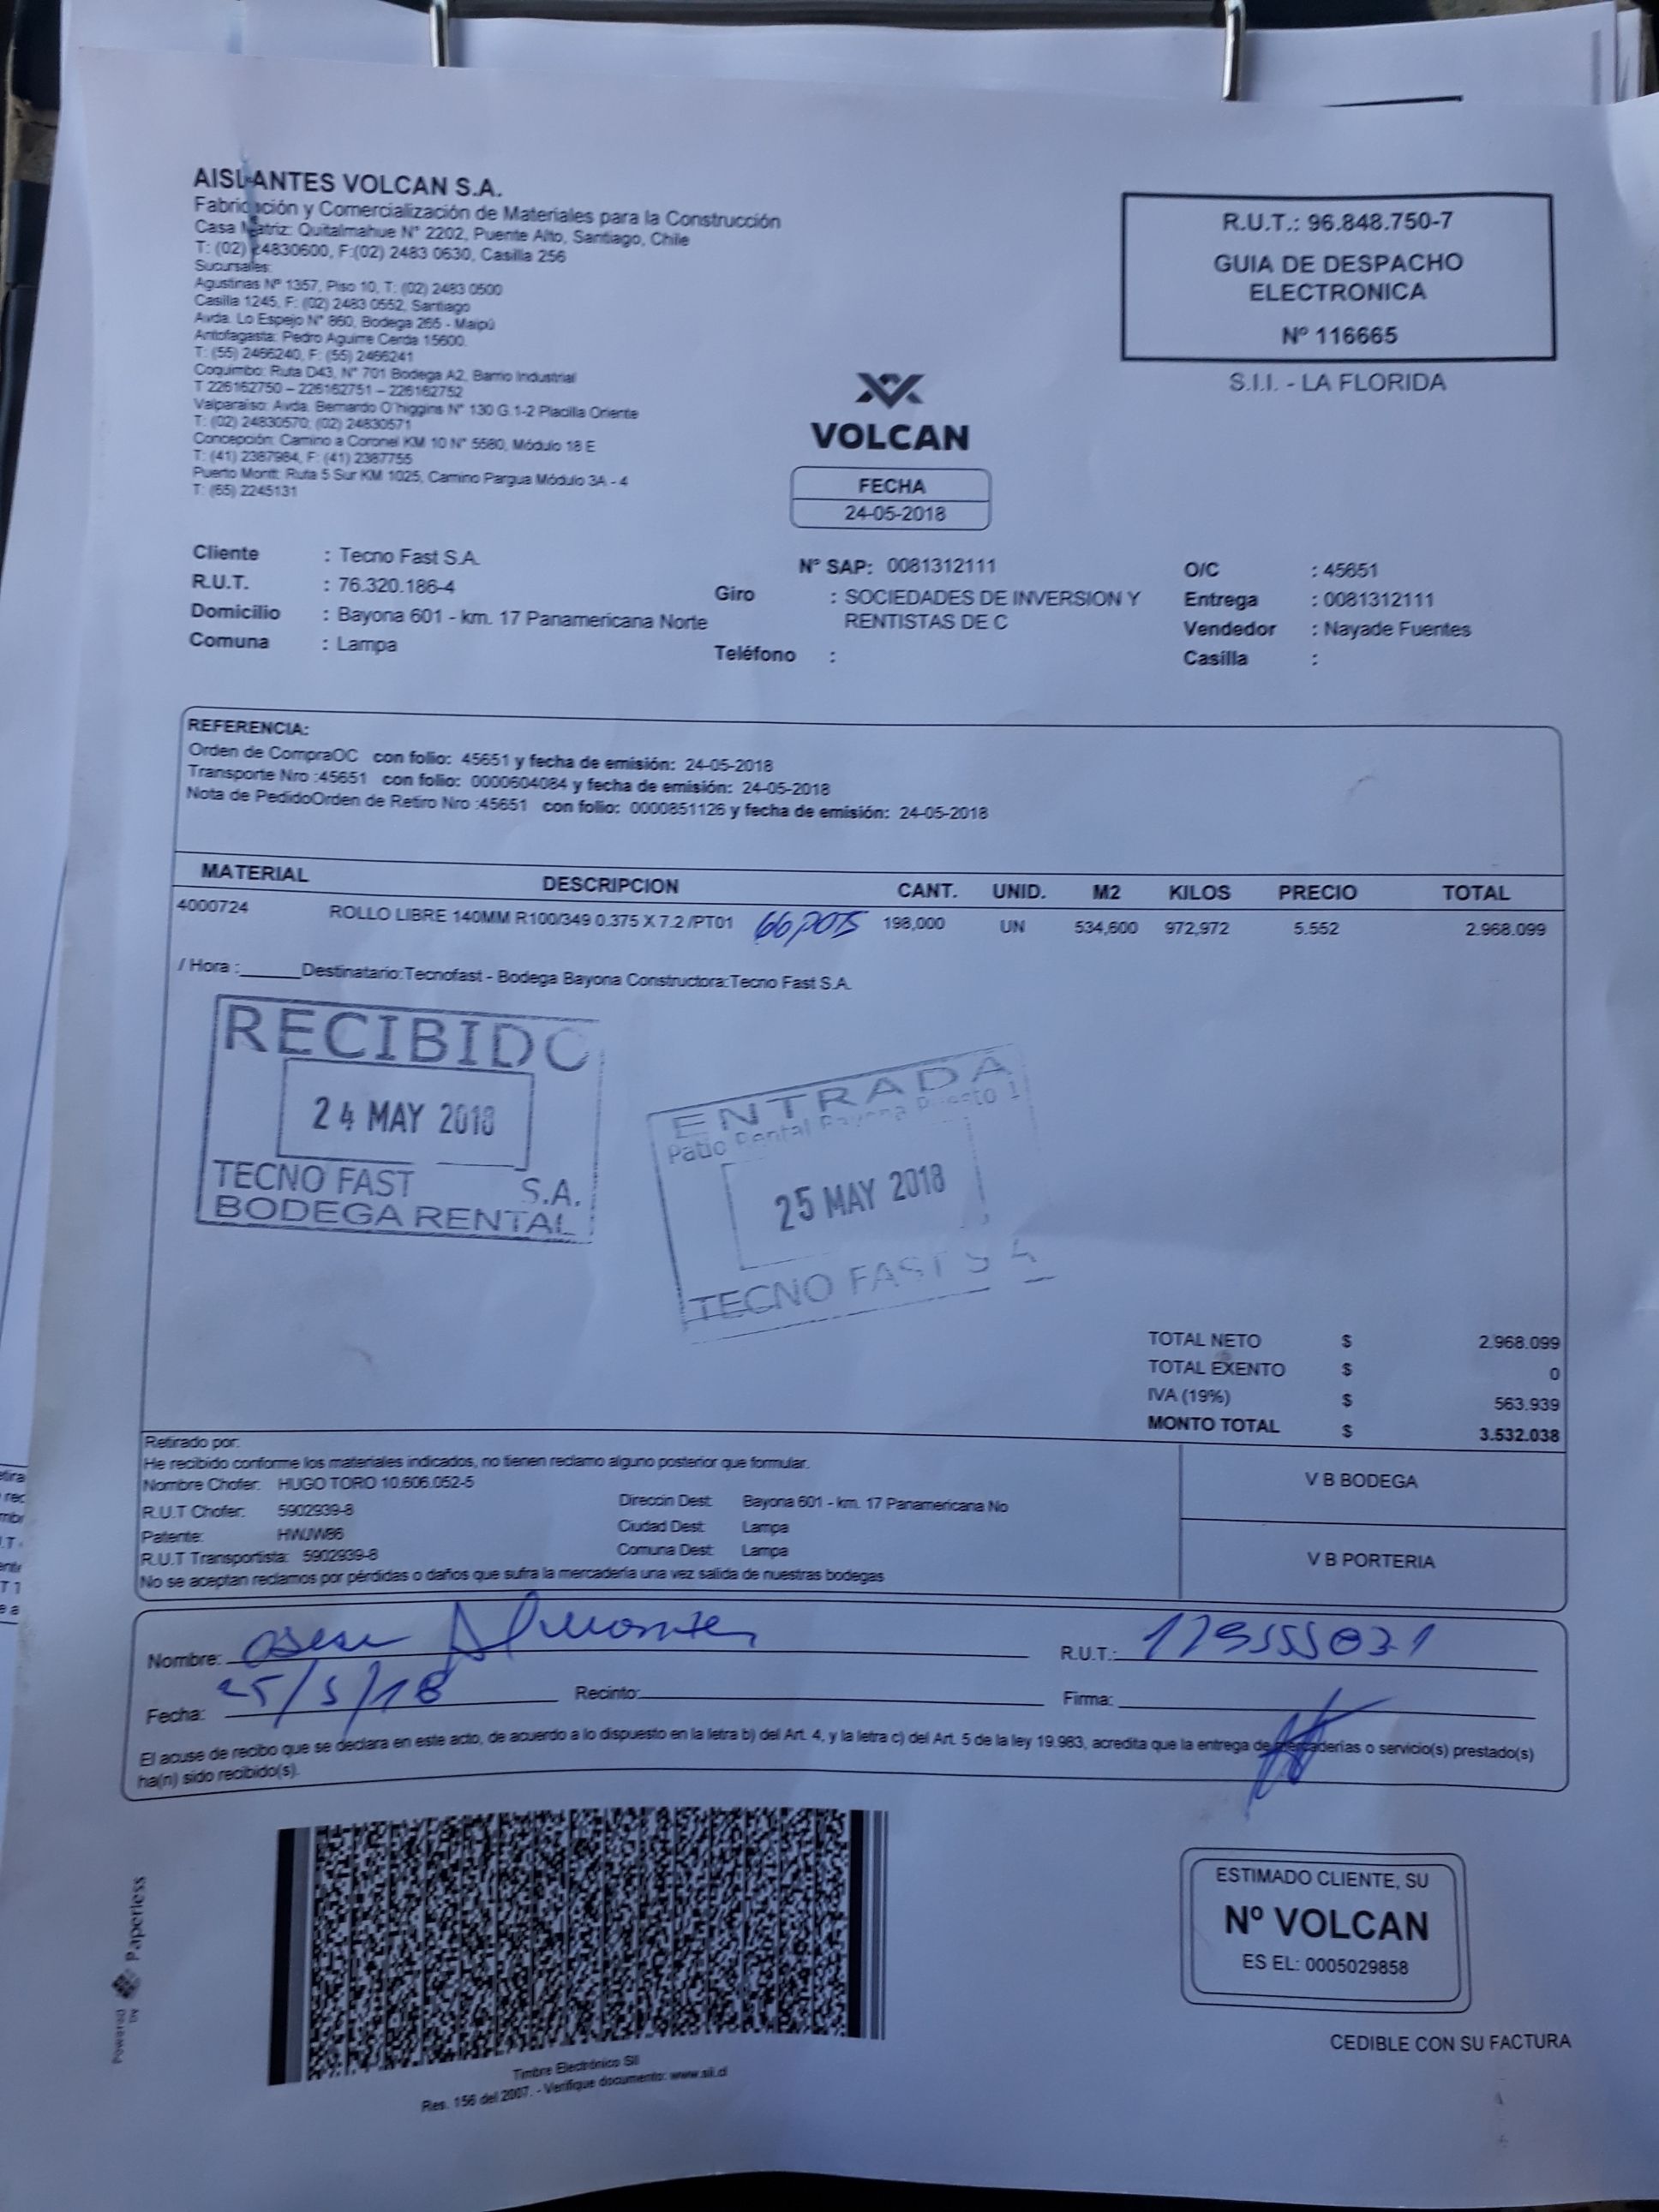 AISLANTES VOLCAN S.A.
Fabricación y Comercialización de Materiales para la Construcción
Casa Matriz: Quitalmahue N° 2202, Puente Alto, Santiago, Chile
T: (02) 24830600, F:(02) 2483 0630, Casilla 256
Sucursales:
Agustinas Nº 1357, Piso 10, T: (02) 2483 0500
Casilla 1245, F: (02) 2483 0552, Santiago
Avda. Lo Espejo N° 860, Bodega 265 - Maipú
Antofagasta: Pedro Aguirre Cerda 15600.
T: (55) 2466240, F: (55) 2466241
Coquimbo: Ruta D43, N° 701 Bodega A2, Barrio Industrial
T 226162750 – 226162751 – 226162752
Valparaíso: Avda. Bernardo O'higgins N° 130 G.1-2 Placilla Oriente
T: (02) 24830570; (02) 24830571
Concepción: Camino a Coronel KM 10 N° 5580, Módulo 18 E
T: (41) 2387984, F: (41) 2387755
Puerto Montt: Ruta 5 Sur KM 1025, Camino Pargua Módulo 3A - 4
T: (65) 2245131
R.U.T.: 96.848.750-7
GUIA DE DESPACHO
ELECTRONICA
Nº 116665
S.I.I. - LA FLORIDA
VOLCAN
FECHA
24-05-2018
Cliente : Tecno Fast S.A.
R.U.T. : 76.320.186-4
Domicilio : Bayona 601 - km. 17 Panamericana Norte
Comuna : Lampa
N° SAP: 0081312111
Giro : SOCIEDADES DE INVERSION Y
RENTISTAS DE C
Teléfono :
O/C : 45651
Entrega : 0081312111
Vendedor : Nayade Fuentes
Casilla :
REFERENCIA:
Orden de CompraOC con folio: 45651 y fecha de emisión: 24-05-2018
Transporte Nro :45651 con folio: 0000604084 y fecha de emisión: 24-05-2018
Nota de PedidoOrden de Retiro Nro :45651 con folio: 0000851126 y fecha de emisión: 24-05-2018
MATERIAL DESCRIPCION CANT. UNID. M2 KILOS PRECIO TOTAL
4000724 ROLLO LIBRE 140MM R100/349 0.375 X 7.2 /PT01 66 198,000 UN 534,600 972,972 5.552 2.968.099
/ Hora :______Destinatario:Tecnofast - Bodega Bayona Constructora:Tecno Fast S.A.
RECIBIDO
24 MAY 2018
TECNO FAST S.A.
BODEGA RENTAL
ENTRADA
Patio Rental Bayona Puesto 1
25 MAY 2018
TECNO FAST S A
TOTAL NETO $ 2.968.099
TOTAL EXENTO $ 0
IVA (19%) $ 563.939
MONTO TOTAL $ 3.532.038
Retirado por:
He recibido conforme los materiales indicados, no tienen reclamo alguno posterior que formular.
Nombre Chofer: HUGO TORO 10.606.052-5
R.U.T Chofer: 5902939-8
Patente: HWJW86
R.U.T Transportista: 5902939-8
Direccin Dest: Bayona 601 - km. 17 Panamericana No
Ciudad Dest: Lampa
Comuna Dest: Lampa
No se aceptan reclamos por pérdidas o daños que sufra la mercadería una vez salida de nuestras bodegas
V B BODEGA
V B PORTERIA
Nombre:
R.U.T.: 129555031
Fecha: 25/5/18
Recinto:
Firma:
El acuse de recibo que se declara en este acto, de acuerdo a lo dispuesto en la letra b) del Art. 4, y la letra c) del Art. 5 de la ley 19.983, acredita que la entrega de mercaderías o servicio(s) prestado(s)
ha(n) sido recibido(s).
Powered by Paperless
Timbre Electrónico SII
Res. 156 del 2007. - Verifique documento: www.sii.cl
ESTIMADO CLIENTE, SU
Nº VOLCAN
ES EL: 0005029858
CEDIBLE CON SU FACTURA